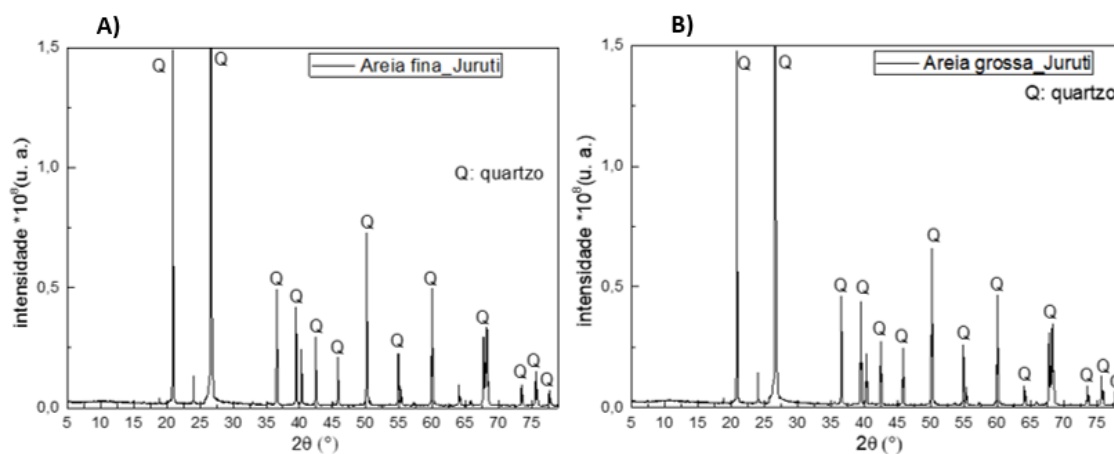 A)
1,5
Q
Q
Areia fina_Juruti
1,0
Q: quartzo
intensidade *10⁸(u. a.)
Q
0,5
Q
Q
Q
Q
Q
Q
Q
Q
Q
Q
0,0
5 10 15 20 25 30 35 40 45 50 55 60 65 70 75
2θ (°)
B)
1,5
Q
Q
Areia grossa_Juruti
Q: quartzo
1,0
intensidade *10⁸(u. a.)
Q
0,5
Q
Q
Q
Q
Q
Q
Q
Q
Q
Q
Q
0,0
5 10 15 20 25 30 35 40 45 50 55 60 65 70 75
2θ (°)